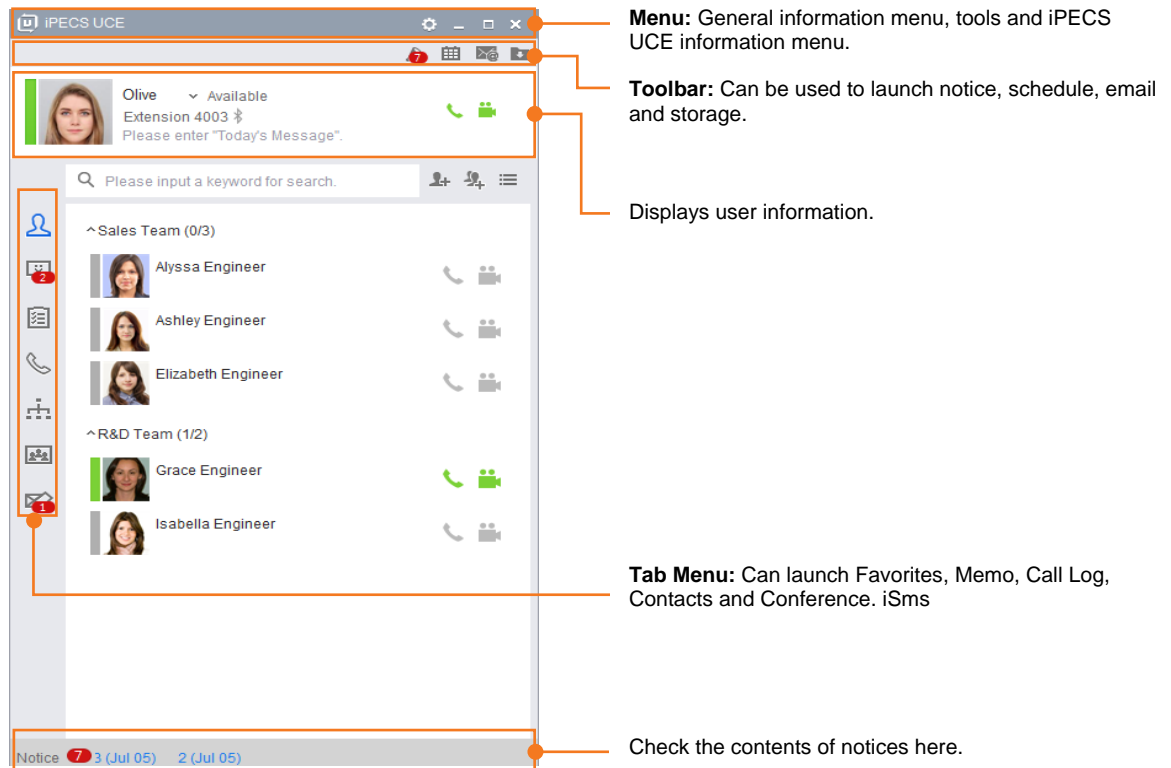 iPECS UCE
7
Olive Available
Extension 4003
Please enter "Today's Message".
Please input a keyword for search.
Sales Team (0/3)
Alyssa Engineer
2
Ashley Engineer
Elizabeth Engineer
R&D Team (1/2)
Grace Engineer
1
Isabella Engineer
Notice 7 3 (Jul 05) 2 (Jul 05)
Menu: General information menu, tools and iPECS
UCE information menu.
Toolbar: Can be used to launch notice, schedule, email
and storage.
Displays user information.
Tab Menu: Can launch Favorites, Memo, Call Log,
Contacts and Conference. iSms
Check the contents of notices here.